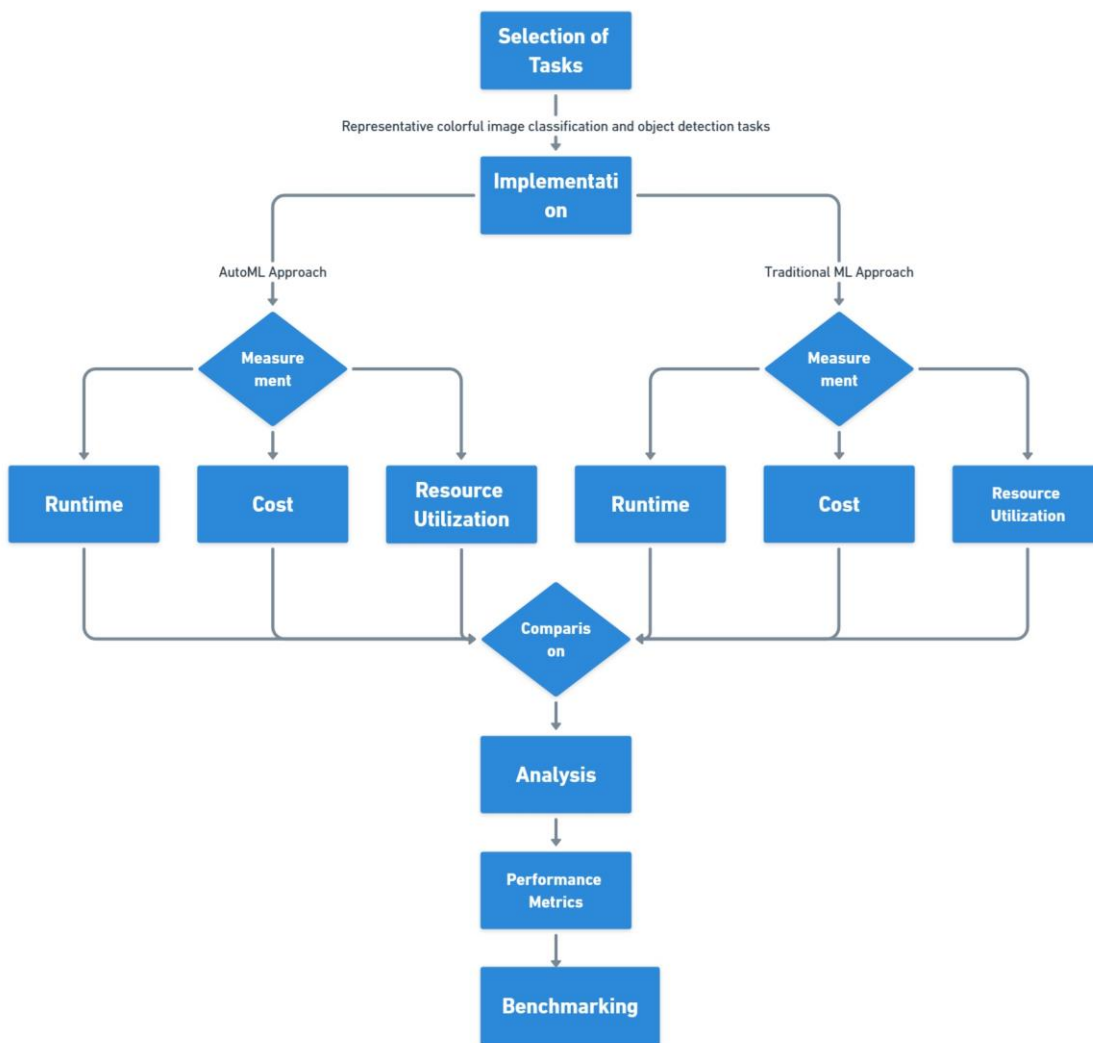 Selection of
Tasks
Representative colorful image classification and object detection tasks
Implementati
on
AutoML Approach
Traditional ML Approach
Measure
ment
Measure
ment
Runtime
Cost
Resource
Utilization
Runtime
Cost
Resource
Utilization
Comparis
on
Analysis
Performance
Metrics
Benchmarking